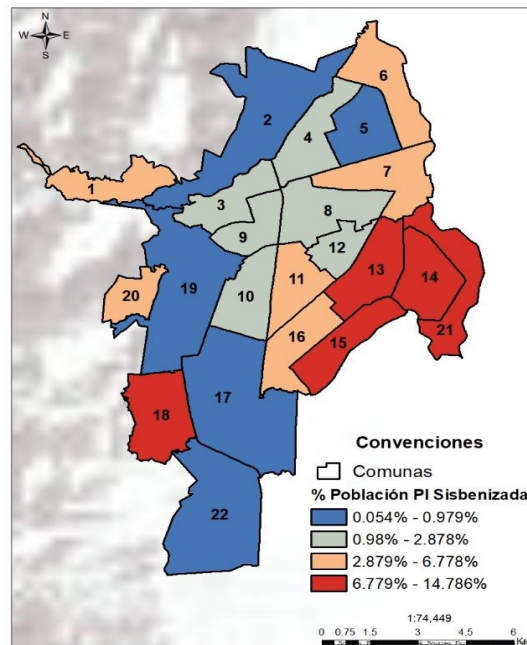 N
W E
S
6
2
4
5
1
7
3
8
9
12
13
14
19
20
10
11
16
15
21
18
17
22
Convenciones
Comunas
% Población PI Sisbenizada
0.054% - 0.979%
0.98% - 2.878%
2.879% - 6.778%
6.779% - 14.786%
1:74,449
0 0.75 1.5 3 4.5 6